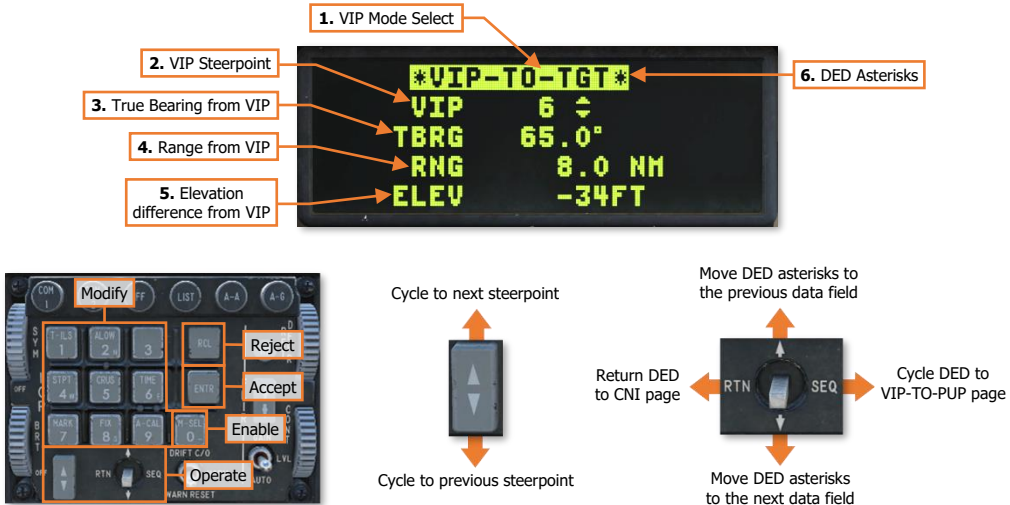 1. VIP Mode Select
2. VIP Steerpoint
3. True Bearing from VIP
4. Range from VIP
5. Elevation
difference from VIP
6. DED Asterisks
*VIP-TO-TGT*
VIP 6
TBRG 65.0°
RNG 8.0 NM
ELEV -34FT
COM
1
FF
LIST
A-A
A-G
Modify
T-ILS
1
ALOW
2 N
3
RCL
Reject
STPT
4 W
CRUS
5
TIME
6 E
ENTR
Accept
MARK
7
FIX
8 S
A-CAL
9
M-SEL
0 -
Enable
SYM
OFF
BRT
OFF
DRIFT C/O
LVL
AUTO
RTN
SEQ
WARN RESET
Operate
Cycle to next steerpoint
Cycle to previous steerpoint
Move DED asterisks to
the previous data field
Return DED
to CNI page
RTN
SEQ
Cycle DED to
VIP-TO-PUP page
Move DED asterisks
to the next data field